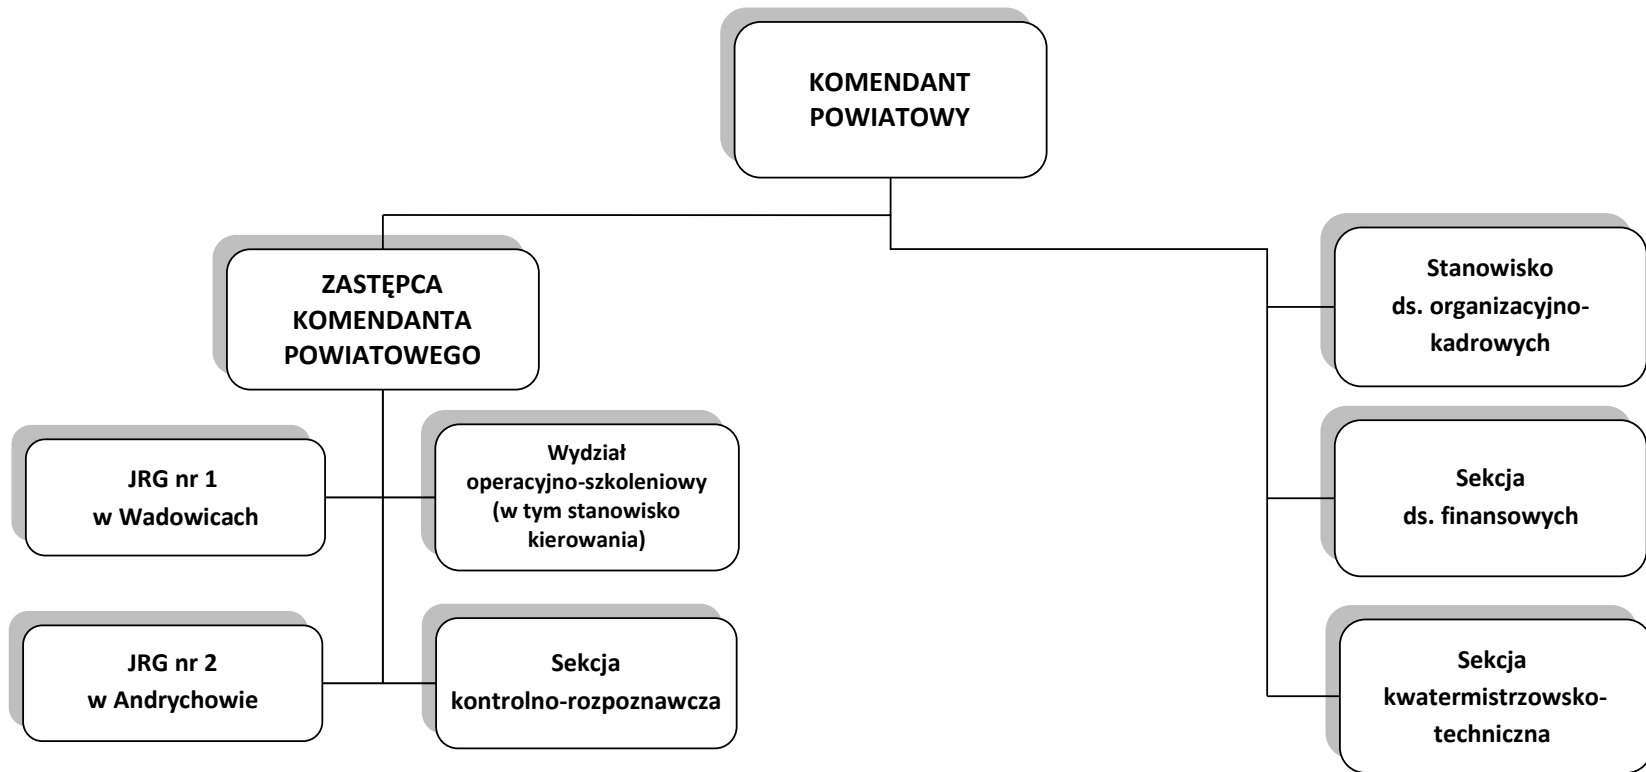 KOMENDANT
POWIATOWY
ZASTĘPCA
KOMENDANTA
POWIATOWEGO
JRG nr 1
w Wadowicach
Wydział
operacyjno-szkoleniowy
(w tym stanowisko
kierowania)
JRG nr 2
w Andrychowie
Sekcja
kontrolno-rozpoznawcza
Stanowisko
ds. organizacyjno-
kadrowych
Sekcja
ds. finansowych
Sekcja
kwatermistrzowsko-
techniczna